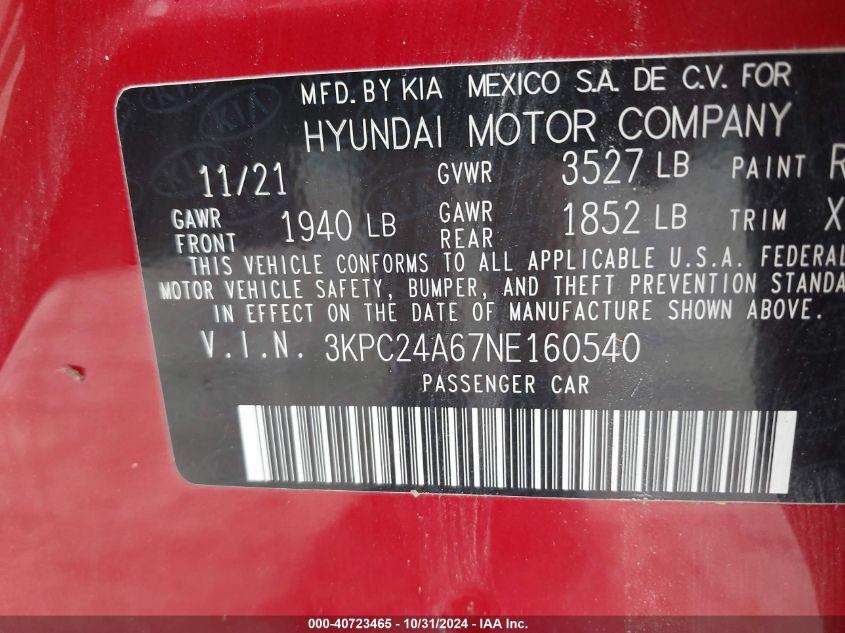 MFD. BY KIA MEXICO S.A. DE C.V. FOR
HYUNDAI MOTOR COMPANY
11/21 GVWR 3527 LB PAINT R
GAWR FRONT 1940 LB GAWR REAR 1852 LB TRIM X
THIS VEHICLE CONFORMS TO ALL APPLICABLE U.S.A. FEDERAL
MOTOR VEHICLE SAFETY, BUMPER, AND THEFT PREVENTION STANDA
IN EFFECT ON THE DATE OF MANUFACTURE SHOWN ABOVE.
V.I.N. 3KPC24A67NE160540
PASSENGER CAR
000-40723465 - 10/31/2024 - IAA Inc.